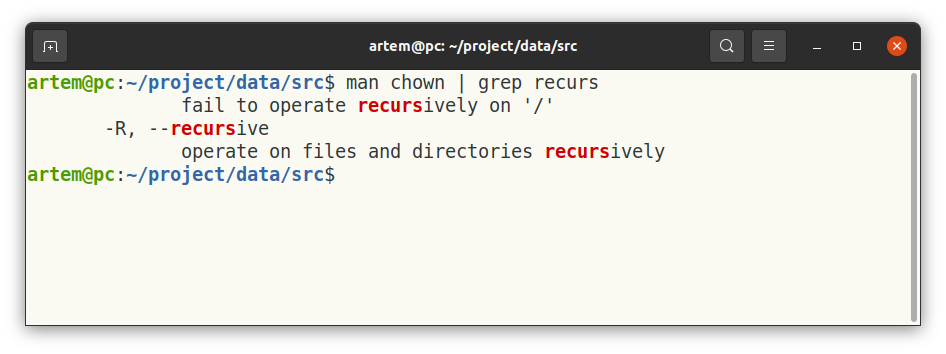 artem@pc: ~/project/data/src
artem@pc:~/project/data/src$ man chown | grep recurs
fail to operate recursively on '/'
-R, --recursive
operate on files and directories recursively
artem@pc:~/project/data/src$